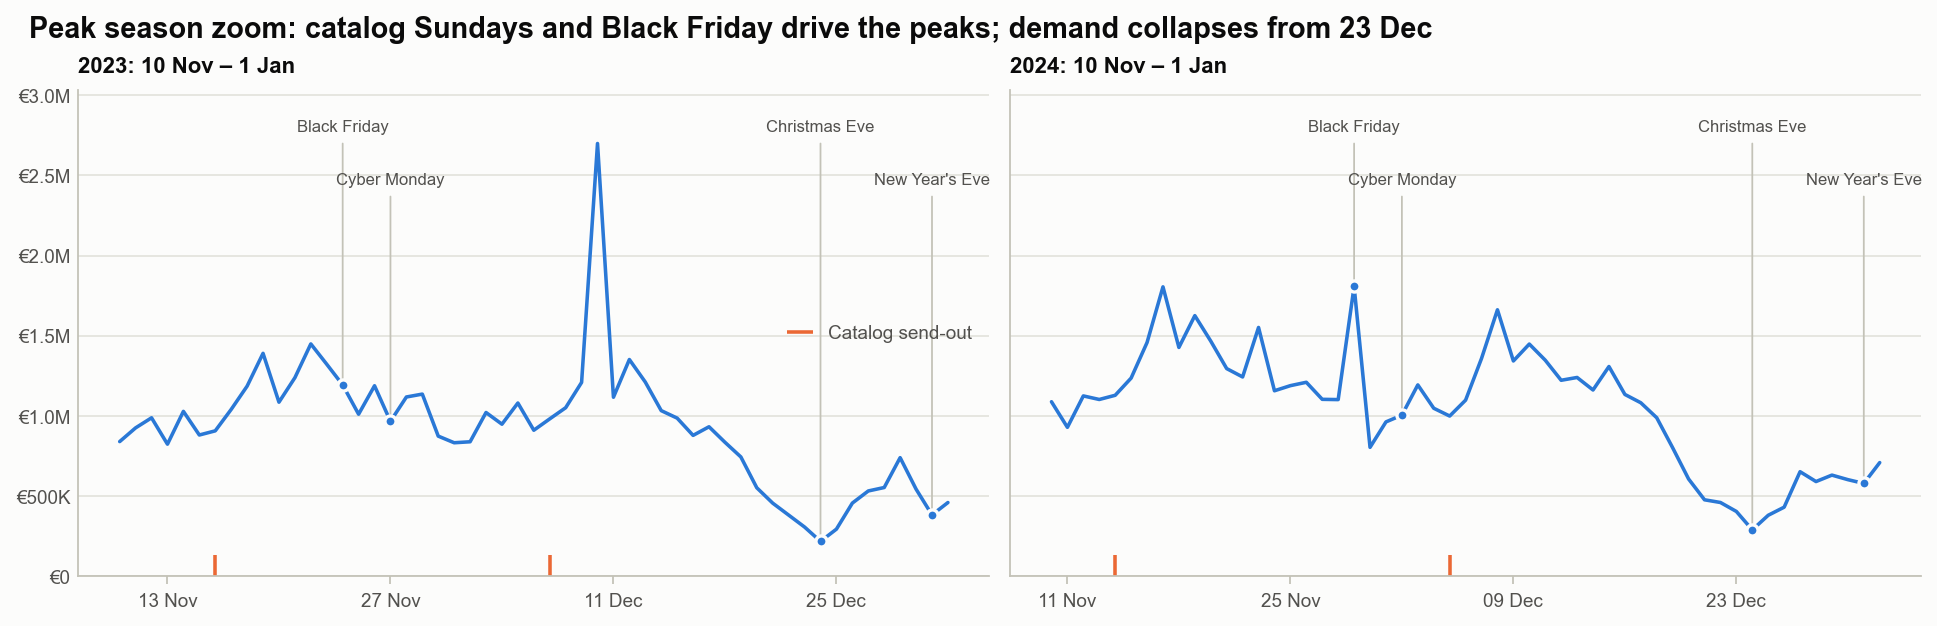 Peak season zoom: catalog Sundays and Black Friday drive the peaks; demand collapses from 23 Dec
2023: 10 Nov – 1 Jan
€3.0M
€2.5M
€2.0M
€1.5M
€1.0M
€500K
€0
Black Friday
Cyber Monday
Christmas Eve
New Year's Eve
Catalog send-out
13 Nov
27 Nov
11 Dec
25 Dec
2024: 10 Nov – 1 Jan
Black Friday
Cyber Monday
Christmas Eve
New Year's Eve
11 Nov
25 Nov
09 Dec
23 Dec